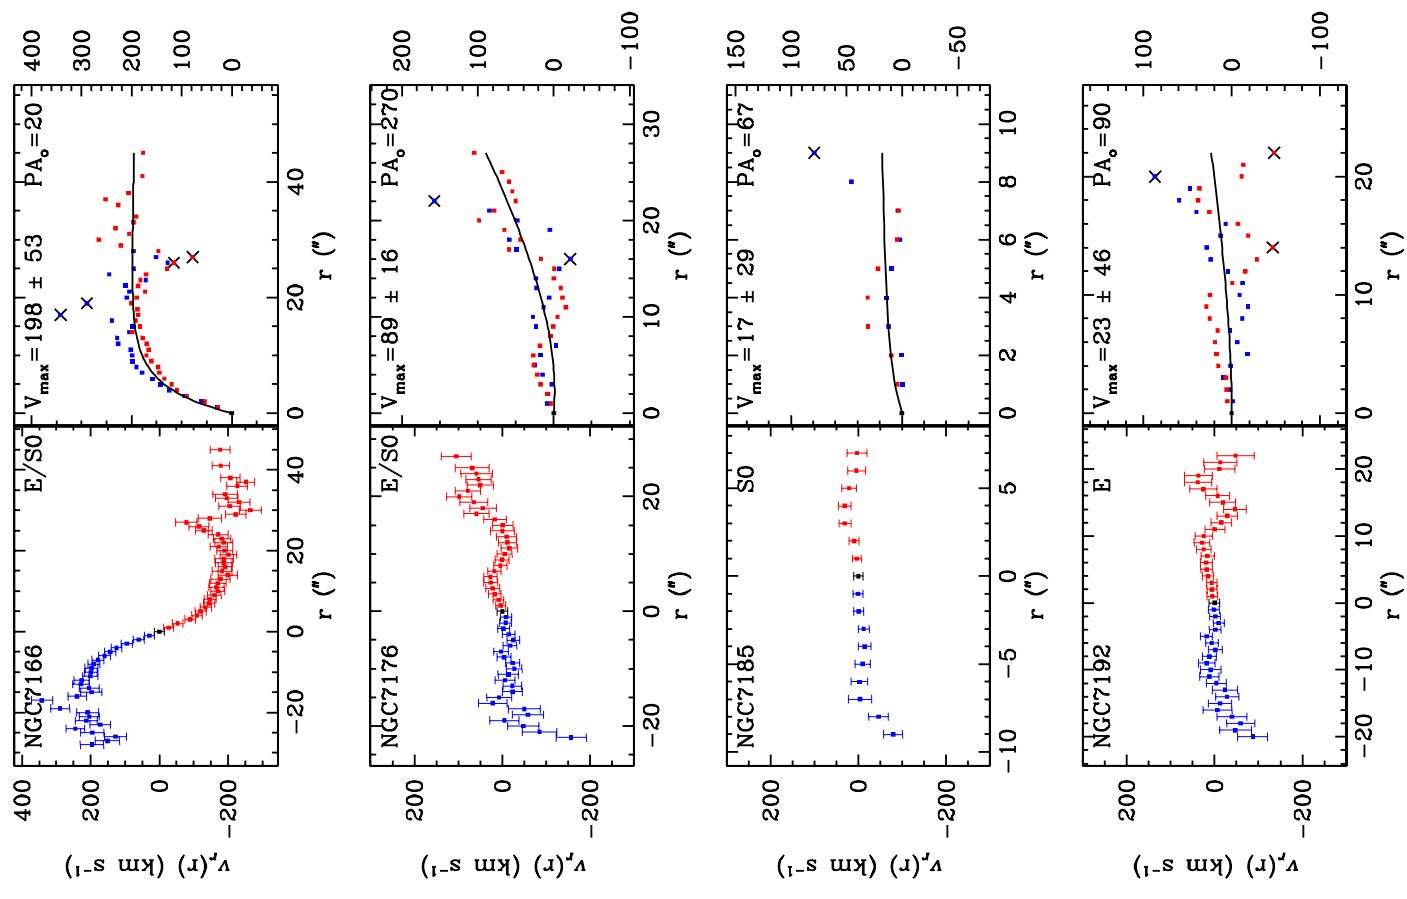 v_r(r) (km s⁻¹)
400
200
0
−200
NGC7166 E/S0
V_max=198 ± 53 PA_o=20
400
300
200
100
0
−20 0 20 40
0 20 40
r (″) r (″)
v_r(r) (km s⁻¹)
200
0
−200
NGC7176 E/S0
V_max=89 ± 16 PA_o=270
200
100
0
−100
−20 0 20
0 10 20 30
r (″) r (″)
v_r(r) (km s⁻¹)
200
0
−200
NGC7185 S0
V_max=17 ± 29 PA_o=67
150
100
50
0
−50
−10 −5 0 5
0 2 4 6 8 10
r (″) r (″)
v_r(r) (km s⁻¹)
200
0
−200
NGC7192 E
V_max=23 ± 46 PA_o=90
100
0
−100
−20 −10 0 10 20
0 10 20
r (″) r (″)